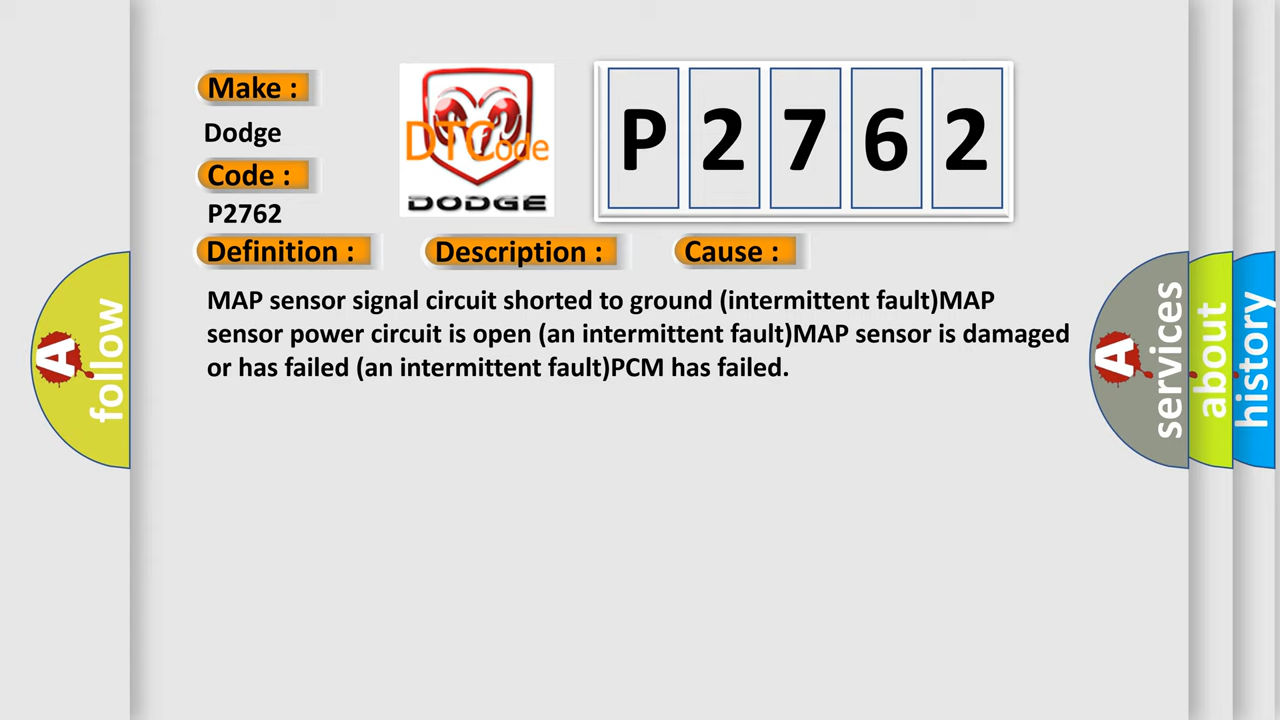 Make :
Dodge
Code :
P2762
DTCode
DODGE
P 2 7 6 2
Definition :
Description :
Cause :
MAP sensor signal circuit shorted to ground (intermittent fault)MAP
sensor power circuit is open (an intermittent fault)MAP sensor is damaged
or has failed (an intermittent fault)PCM has failed.
A follow
A services
about
history